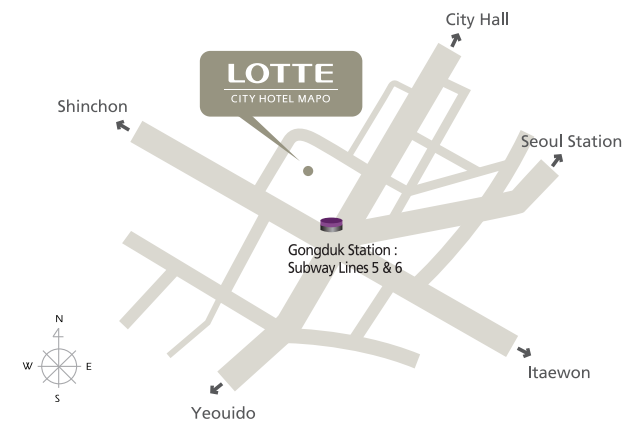 City Hall
LOTTE
CITY HOTEL MAPO
Shinchon
Seoul Station
Gongduk Station :
Subway Lines 5 & 6
N
W
E
S
Itaewon
Yeouido